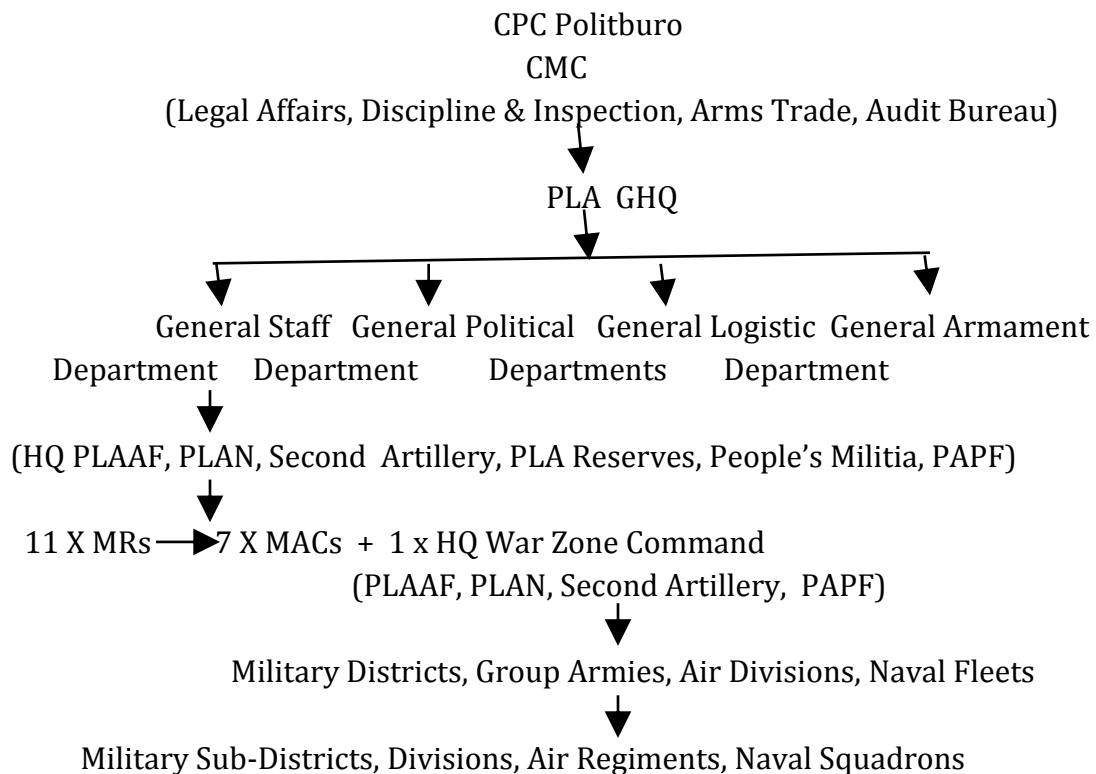 CPC Politburo
CMC
(Legal Affairs, Discipline & Inspection, Arms Trade, Audit Bureau)
PLA GHQ
General Staff General Political General Logistic General Armament
Department Department Departments Department
(HQ PLAAF, PLAN, Second Artillery, PLA Reserves, People’s Militia, PAPF)
11 X MRs 7 X MACs + 1 x HQ War Zone Command
(PLAAF, PLAN, Second Artillery, PAPF)
Military Districts, Group Armies, Air Divisions, Naval Fleets
Military Sub-Districts, Divisions, Air Regiments, Naval Squadrons